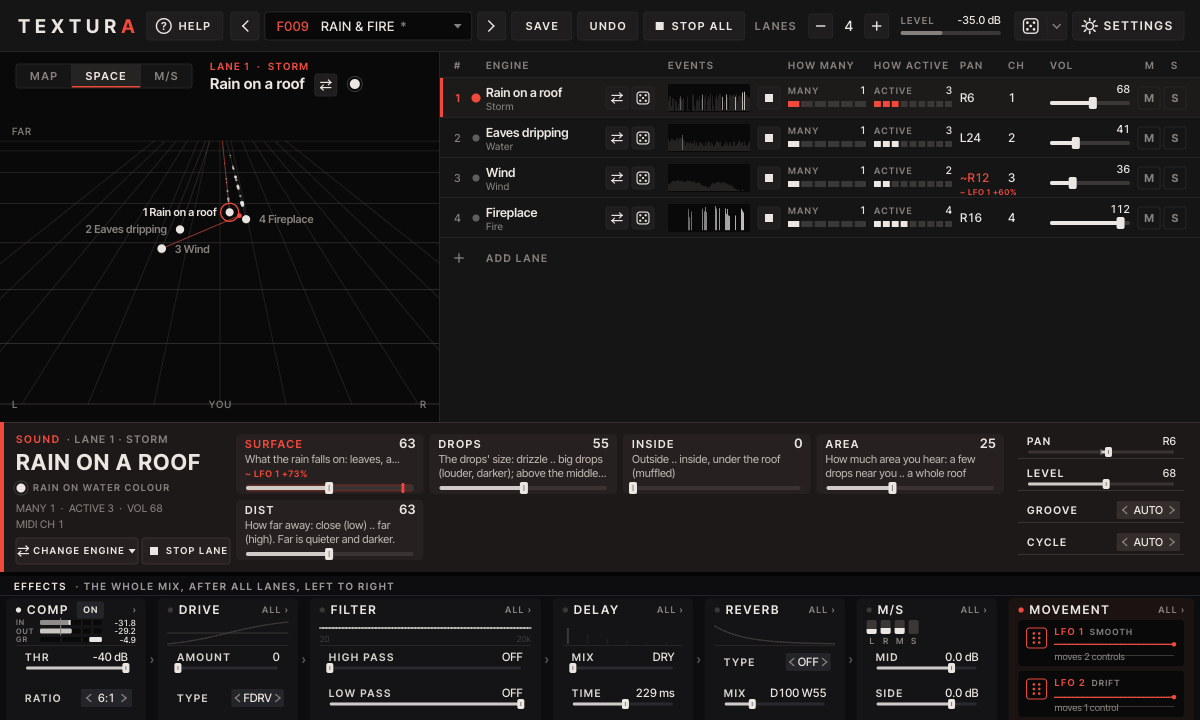 TEXTURA
HELP
F009 RAIN & FIRE *
SAVE
UNDO
STOP ALL
LANES
4
LEVEL -35.0 dB
SETTINGS
MAP SPACE M/S
LANE 1 · STORM
Rain on a roof
FAR
1 Rain on a roof
4 Fireplace
2 Eaves dripping
3 Wind
L YOU R
# ENGINE EVENTS HOW MANY HOW ACTIVE PAN CH VOL M S
1 Rain on a roof MANY 1 ACTIVE 3 R6 1 68 M S
Storm
2 Eaves dripping MANY 1 ACTIVE 3 L24 2 41 M S
Water
3 Wind MANY 1 ACTIVE 2 ~R12 3 36 M S
Wind ~ LFO 1 +60%
4 Fireplace MANY 1 ACTIVE 4 R16 4 112 M S
Fire
+ ADD LANE
SOUND · LANE 1 · STORM
RAIN ON A ROOF
RAIN ON WATER COLOUR
MANY 1 · ACTIVE 3 · VOL 68
MIDI CH 1
CHANGE ENGINE
STOP LANE
SURFACE 63
What the rain falls on: leaves, a...
~ LFO 1 +73%
DROPS 55
The drops' size: drizzle .. big drops
(louder, darker); above the middle...
INSIDE 0
Outside .. inside, under the roof
(muffled)
AREA 25
How much area you hear: a few
drops near you .. a whole roof
DIST 63
How far away: close (low) .. far
(high). Far is quieter and darker.
PAN R6
LEVEL 68
GROOVE < AUTO >
CYCLE < AUTO >
EFFECTS · THE WHOLE MIX, AFTER ALL LANES, LEFT TO RIGHT
COMP ON ›
IN -31.8
OUT -29.2
GR -4.9
THR -40 dB
RATIO < 6:1 >
DRIVE ALL ›
AMOUNT 0
TYPE < FDRV >
FILTER ALL ›
20 20k
HIGH PASS OFF
LOW PASS OFF
DELAY ALL ›
MIX DRY
TIME 229 ms
REVERB ALL ›
TYPE < OFF >
MIX D100 W55
M/S ALL ›
L R M S
MID 0.0 dB
SIDE 0.0 dB
MOVEMENT ALL ›
LFO 1 SMOOTH
moves 2 controls
LFO 2 DRIFT
moves 1 control